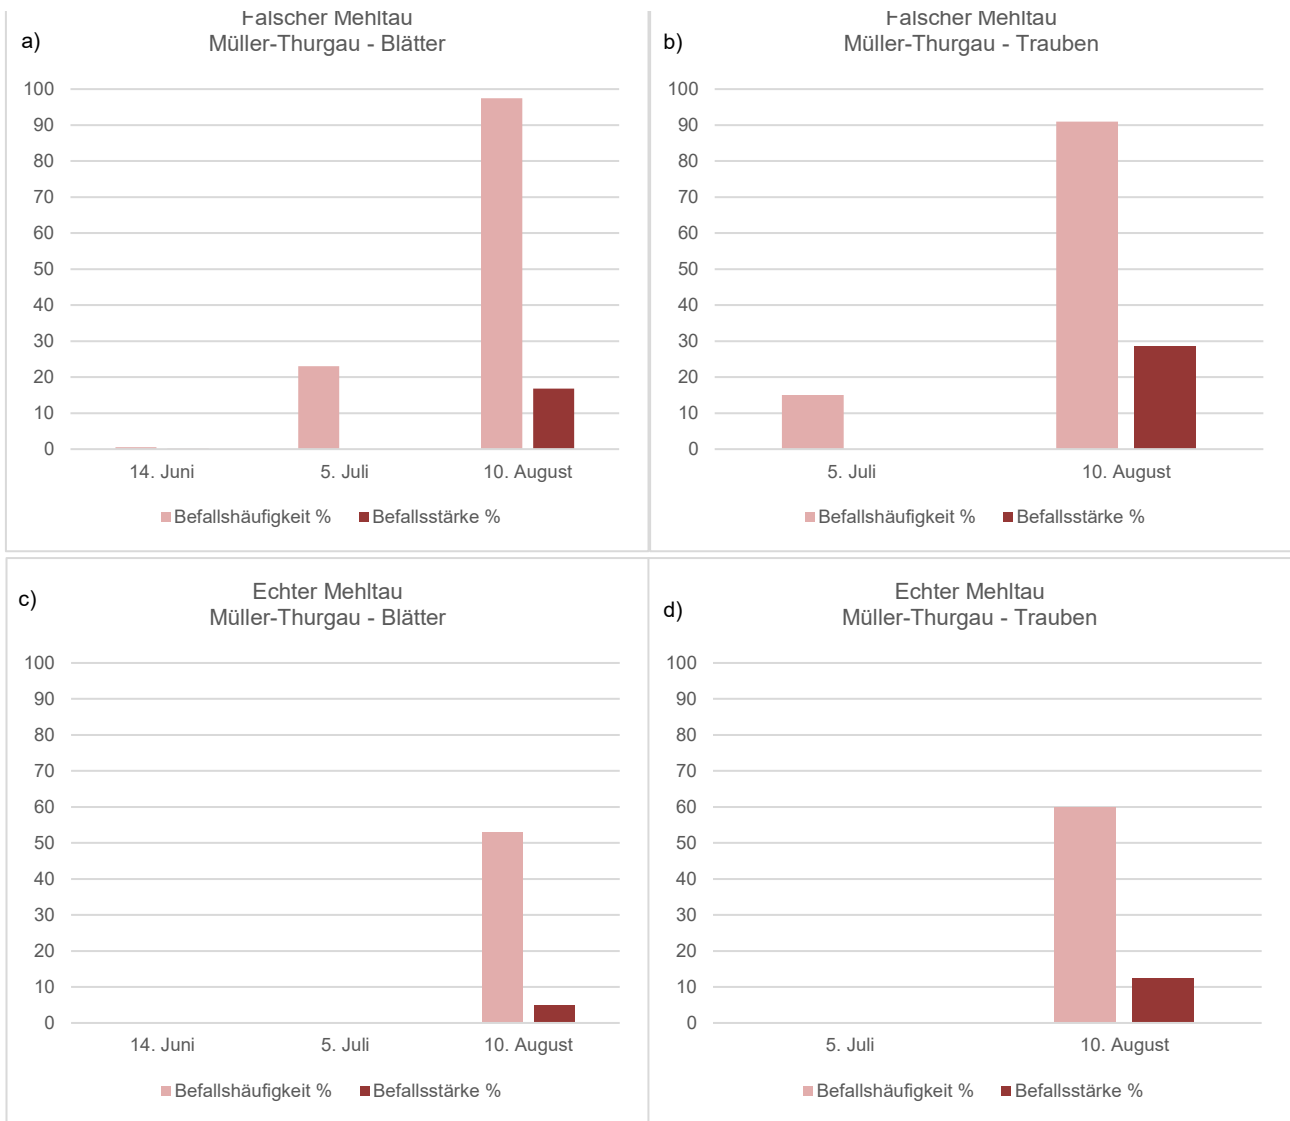 a)
Falscher Mehltau
Müller-Thurgau - Blätter
100
90
80
70
60
50
40
30
20
10
0
14. Juni
5. Juli
10. August
Befallshäufigkeit %
Befallsstärke %
b)
Falscher Mehltau
Müller-Thurgau - Trauben
100
90
80
70
60
50
40
30
20
10
0
5. Juli
10. August
Befallshäufigkeit %
Befallsstärke %
c)
Echter Mehltau
Müller-Thurgau - Blätter
100
90
80
70
60
50
40
30
20
10
0
14. Juni
5. Juli
10. August
Befallshäufigkeit %
Befallsstärke %
d)
Echter Mehltau
Müller-Thurgau - Trauben
100
90
80
70
60
50
40
30
20
10
0
5. Juli
10. August
Befallshäufigkeit %
Befallsstärke %